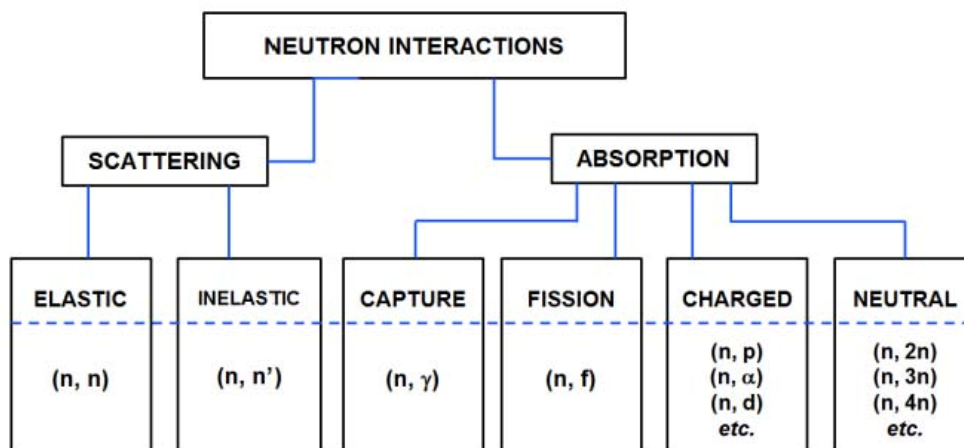 NEUTRON INTERACTIONS
SCATTERING
ABSORPTION
ELASTIC
(n, n)
INELASTIC
(n, n’)
CAPTURE
(n, γ)
FISSION
(n, f)
CHARGED
(n, p)
(n, α)
(n, d)
etc.
NEUTRAL
(n, 2n)
(n, 3n)
(n, 4n)
etc.